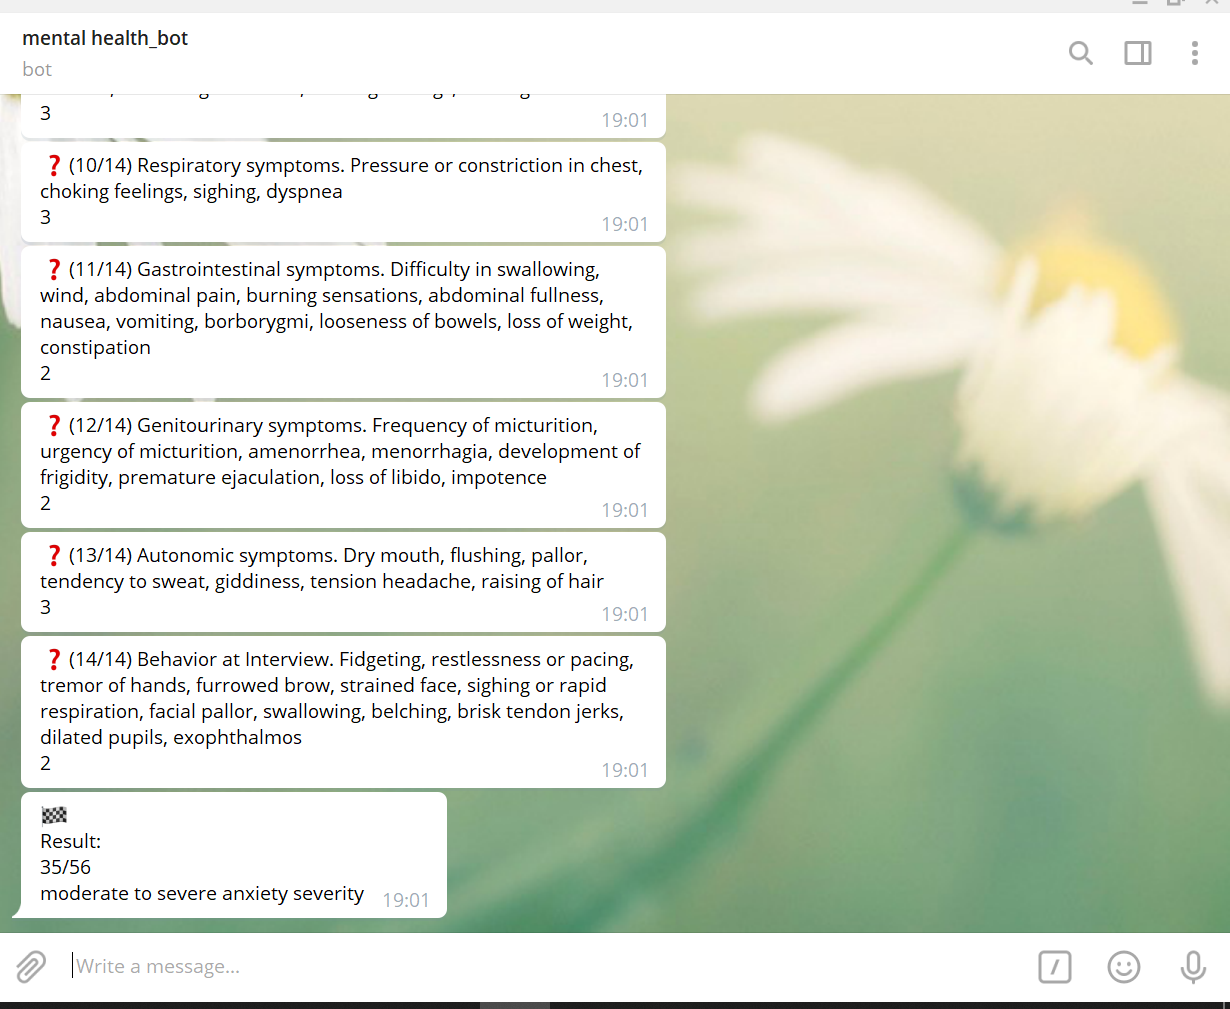 mental health_bot
bot
3
19:01
❓ (10/14) Respiratory symptoms. Pressure or constriction in chest,
choking feelings, sighing, dyspnea
3
19:01
❓ (11/14) Gastrointestinal symptoms. Difficulty in swallowing,
wind, abdominal pain, burning sensations, abdominal fullness,
nausea, vomiting, borborygmi, looseness of bowels, loss of weight,
constipation
2
19:01
❓ (12/14) Genitourinary symptoms. Frequency of micturition,
urgency of micturition, amenorrhea, menorrhagia, development of
frigidity, premature ejaculation, loss of libido, impotence
2
19:01
❓ (13/14) Autonomic symptoms. Dry mouth, flushing, pallor,
tendency to sweat, giddiness, tension headache, raising of hair
3
19:01
❓ (14/14) Behavior at Interview. Fidgeting, restlessness or pacing,
tremor of hands, furrowed brow, strained face, sighing or rapid
respiration, facial pallor, swallowing, belching, brisk tendon jerks,
dilated pupils, exophthalmos
2
19:01
🏁
Result:
35/56
moderate to severe anxiety severity
19:01
Write a message...